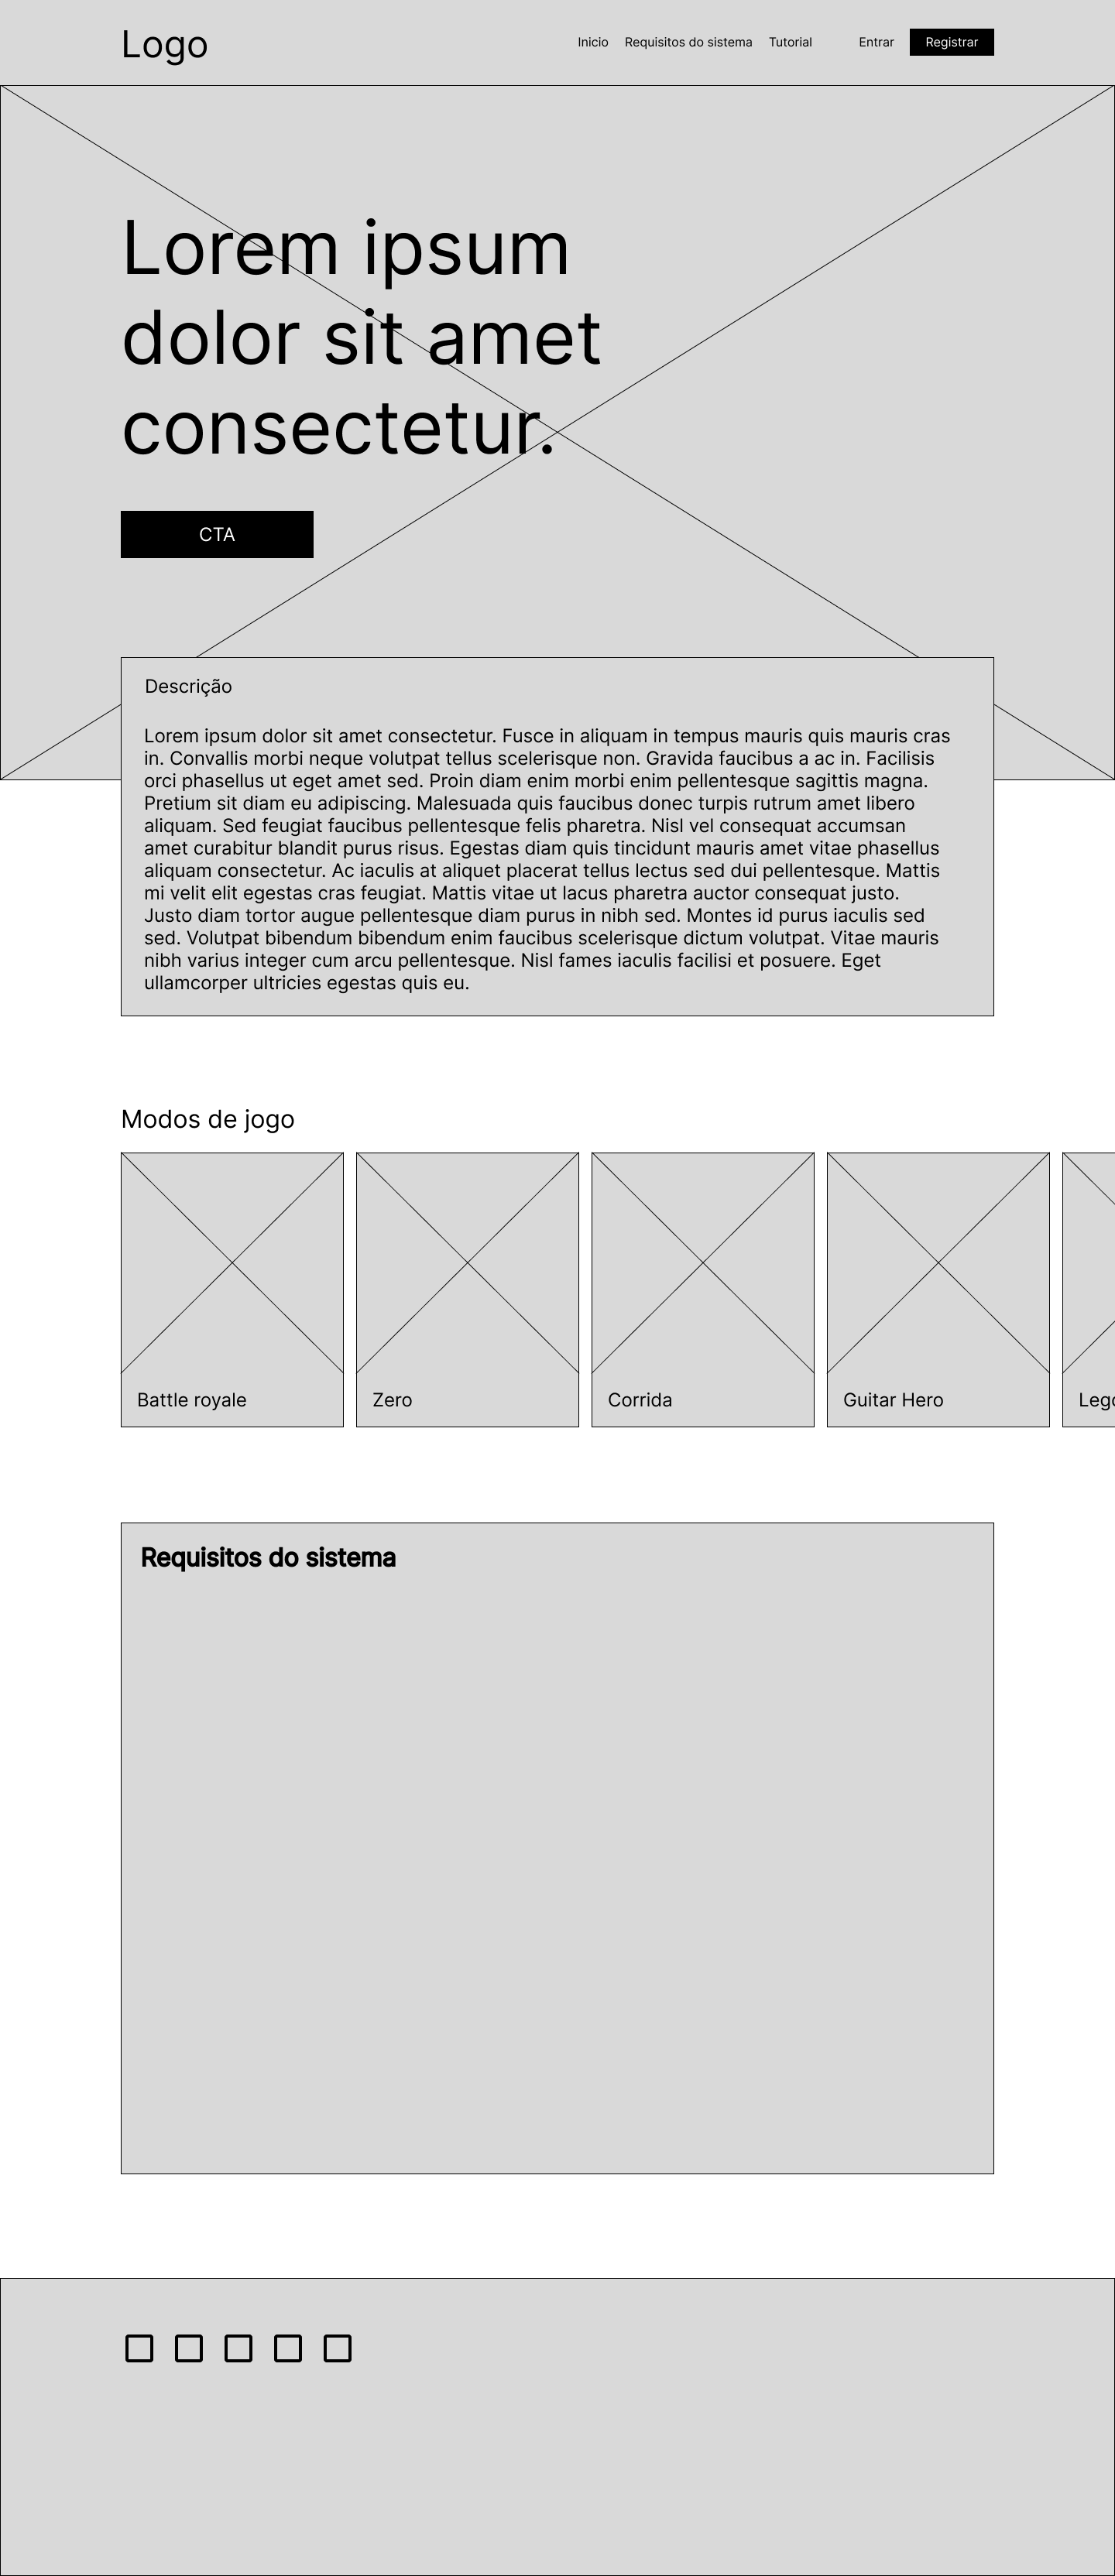 Logo
Inicio Requisitos do sistema Tutorial Entrar Registrar
Lorem ipsum
dolor sit amet
consectetur.
CTA
Descrição
Lorem ipsum dolor sit amet consectetur. Fusce in aliquam in tempus mauris quis mauris cras
in. Convallis morbi neque volutpat tellus scelerisque non. Gravida faucibus a ac in. Facilisis
orci phasellus ut eget amet sed. Proin diam enim morbi enim pellentesque sagittis magna.
Pretium sit diam eu adipiscing. Malesuada quis faucibus donec turpis rutrum amet libero
aliquam. Sed feugiat faucibus pellentesque felis pharetra. Nisl vel consequat accumsan
amet curabitur blandit purus risus. Egestas diam quis tincidunt mauris amet vitae phasellus
aliquam consectetur. Ac iaculis at aliquet placerat tellus lectus sed dui pellentesque. Mattis
mi velit elit egestas cras feugiat. Mattis vitae ut lacus pharetra auctor consequat justo.
Justo diam tortor augue pellentesque diam purus in nibh sed. Montes id purus iaculis sed
sed. Volutpat bibendum bibendum enim faucibus scelerisque dictum volutpat. Vitae mauris
nibh varius integer cum arcu pellentesque. Nisl fames iaculis facilisi et posuere. Eget
ullamcorper ultricies egestas quis eu.
Modos de jogo
Battle royale
Zero
Corrida
Guitar Hero
Requisitos do sistema